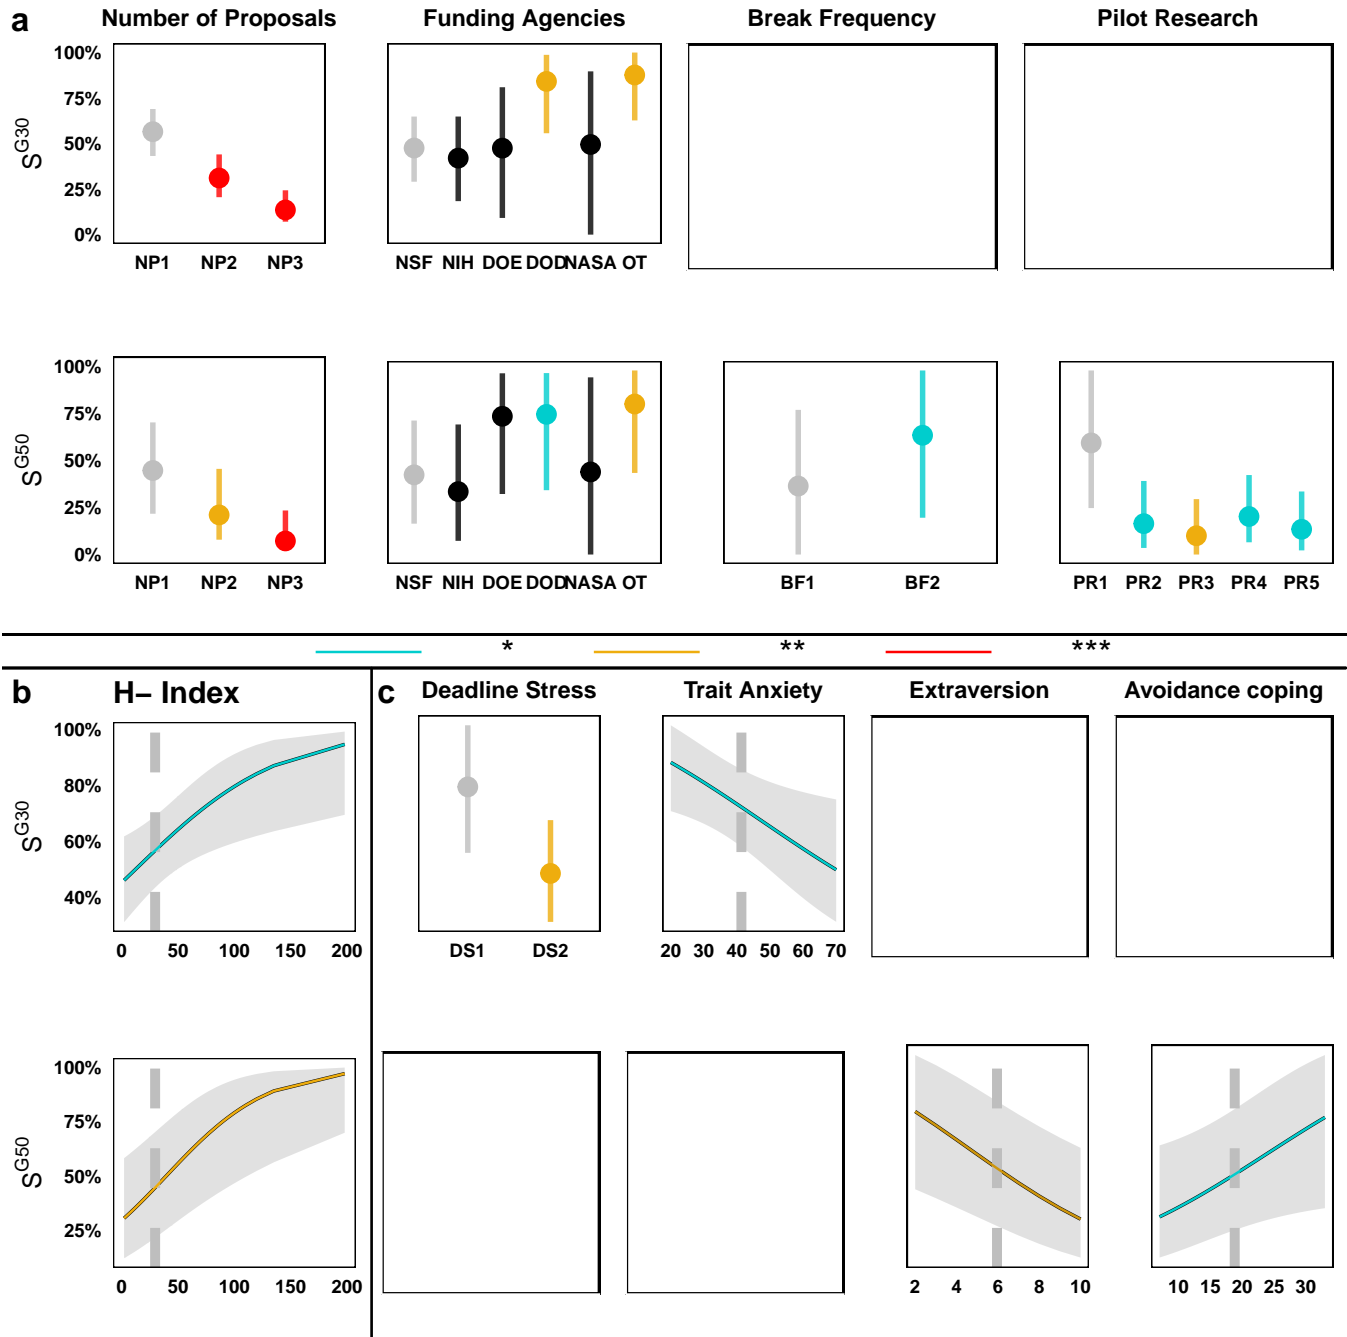 a
Number of Proposals
Funding Agencies
Break Frequency
Pilot Research
S^G30
100%
75%
50%
25%
0%
NP1 NP2 NP3
NSF NIH DOE DOD NASA OT
S^G50
100%
75%
50%
25%
0%
NP1 NP2 NP3
NSF NIH DOE DOD NASA OT
BF1 BF2
PR1 PR2 PR3 PR4 PR5
* ** ***
b
H– Index
S^G30
100%
80%
60%
40%
0 50 100 150 200
S^G50
100%
75%
50%
25%
0 50 100 150 200
c
Deadline Stress
Trait Anxiety
Extraversion
Avoidance coping
DS1 DS2
20 30 40 50 60 70
2 4 6 8 10
10 15 20 25 30